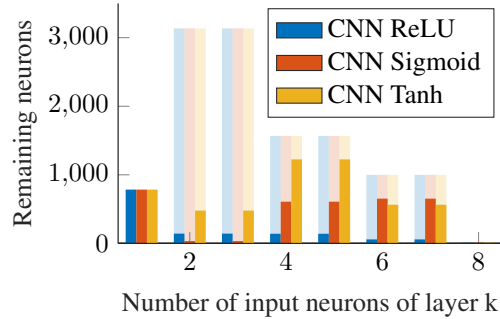 3,000
2,000
1,000
0
Remaining neurons
CNN ReLU
CNN Sigmoid
CNN Tanh
2 4 6 8
Number of input neurons of layer k